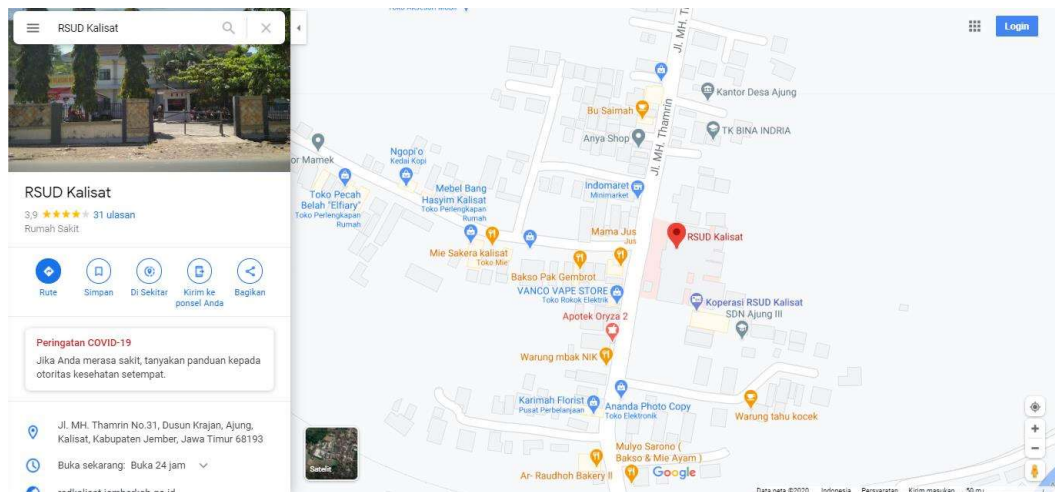 RSUD Kalisat
RSUD Kalisat
3,9
31 ulasan
Rumah Sakit
Rute
Simpan
Di Sekitar
Kirim ke
ponsel Anda
Bagikan
Peringatan COVID-19
Jika Anda merasa sakit, tanyakan panduan kepada
otoritas kesehatan setempat.
Jl. MH. Thamrin No.31, Dusun Krajan, Ajung,
Kalisat, Kabupaten Jember, Jawa Timur 68193
Buka sekarang: Buka 24 jam
Login
Jl. MH. Th
Kantor Desa Ajung
Bu Saimah
Jl. MH. Thamrin
TK BINA INDRIA
Anya Shop
Ngopi'o
Kedai Kopi
or Mamek
Toko Pecah
Belah "Elfiary"
Toko Perlengkapan
Rumah
Mebel Bang
Hasyim Kalisat
Toko Perlengkapan
Rumah
Indomaret
Minimarket
Mama Jus
Jus
RSUD Kalisat
Mie Sakera kalisat
Toko Mie
Bakso Pak Gembrot
VANCO VAPE STORE
Toko Rokok Elektrik
Koperasi RSUD Kalisat
SDN Ajung III
Apotek Oryza 2
Warung mbak NIK
Karimah Florist
Pusat Perbelanjaan
Ananda Photo Copy
Toko Elektronik
Warung tahu kocek
Mulyo Sarono (
Bakso & Mie Ayam )
Ar- Raudhoh Bakery II
Google
Satelit
Data peta ©2020
Indonesia
Persyaratan
Kirim masukan
50 m